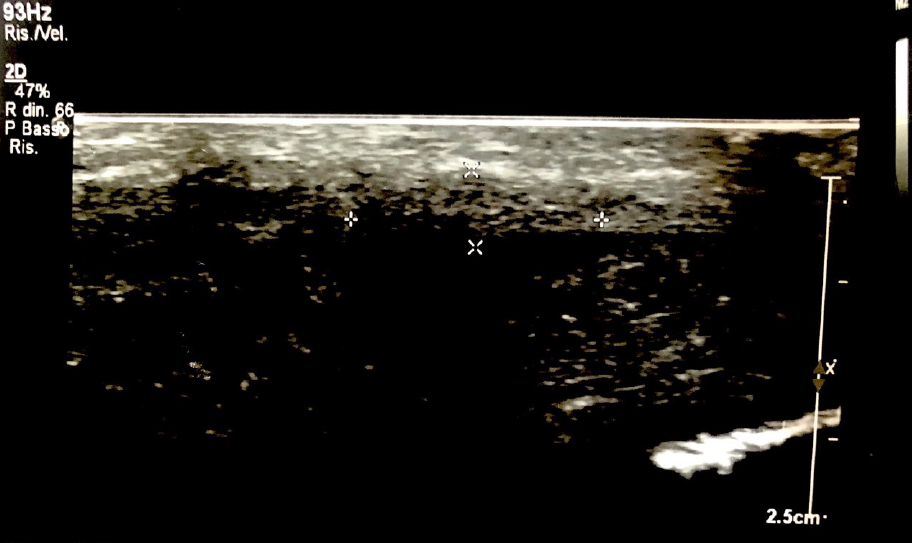 93Hz
Ris./Vel.
2D
47%
R din. 66
P Basso
Ris.
X
2.5cm